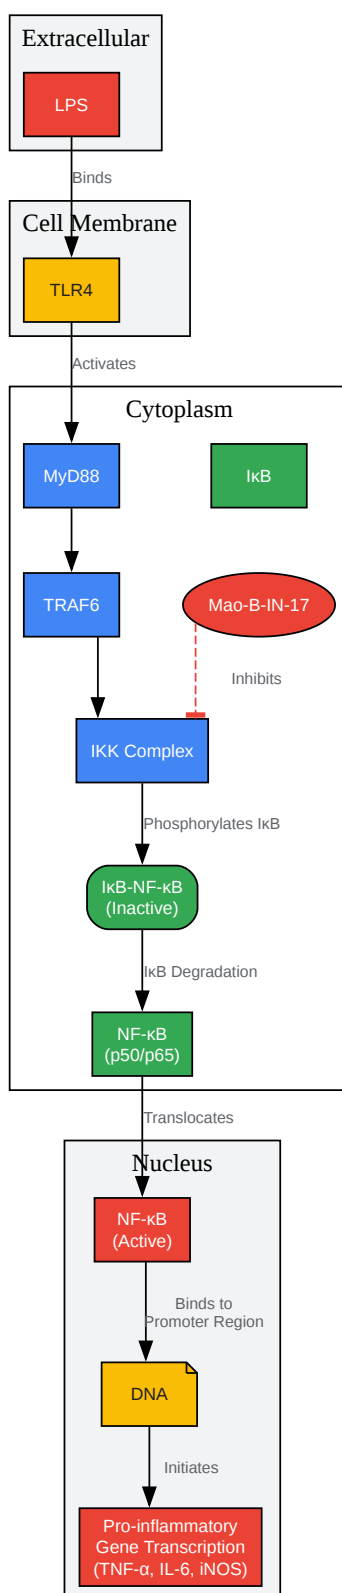 Extracellular
LPS
Binds
Cell Membrane
TLR4
Activates
Cytoplasm
MyD88
IκB
TRAF6
Mao-B-IN-17
Inhibits
IKK Complex
Phosphorylates IκB
IκB-NF-κB
(Inactive)
IκB Degradation
NF-κB
(p50/p65)
Translocates
Nucleus
NF-κB
(Active)
Binds to
Promoter Region
DNA
Initiates
Pro-inflammatory
Gene Transcription
(TNF-α, IL-6, iNOS)